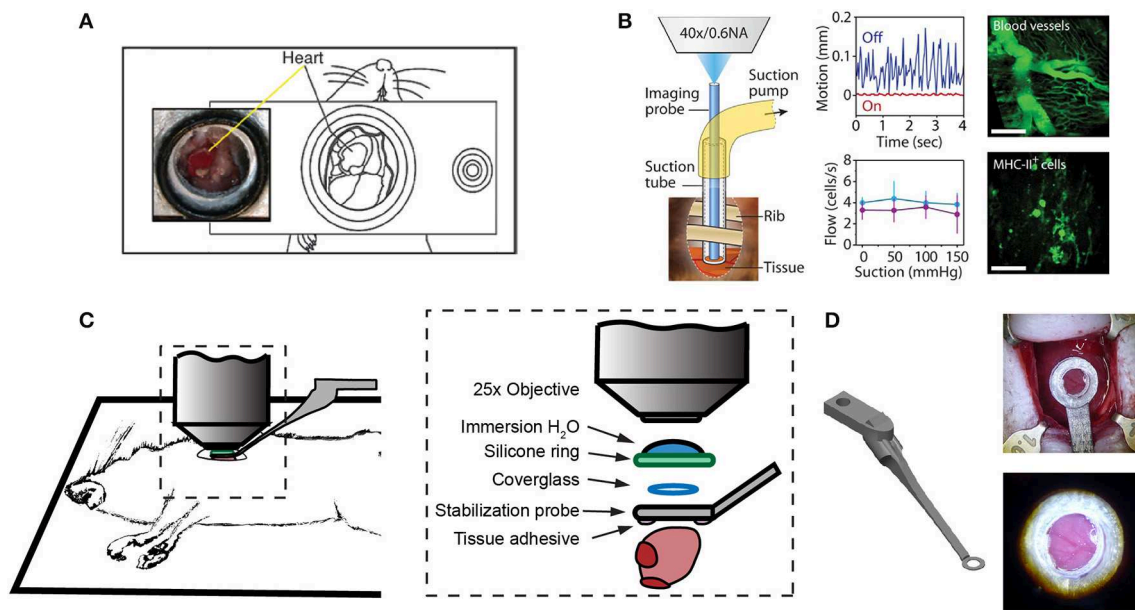 A
Heart
B
40x/0.6NA
Imaging
probe
Suction
pump
Suction
tube
Rib
Tissue
Motion (mm)
0.2
0.1
0
Off
On
0 1 2 3 4
Time (sec)
Flow (cells/s)
8
6
4
2
0
0 50 100 150
Suction (mmHg)
Blood vessels
MHC-II⁺ cells
C
25x Objective
Immersion H₂O
Silicone ring
Coverglass
Stabilization probe
Tissue adhesive
D